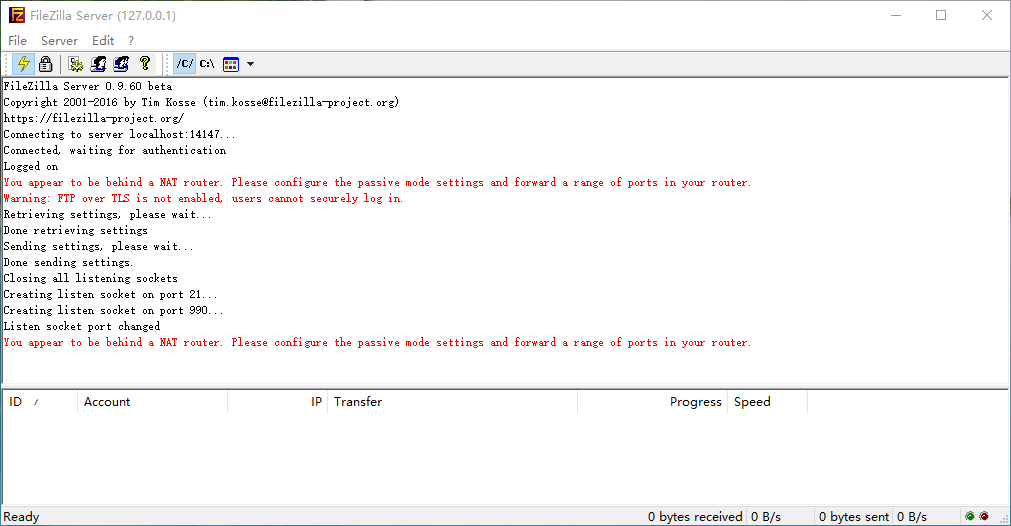 FileZilla Server (127.0.0.1)
File Server Edit ?
/C/ C:\
FileZilla Server 0.9.60 beta
Copyright 2001-2016 by Tim Kosse (tim.kosse@filezilla-project.org)
https://filezilla-project.org/
Connecting to server localhost:14147...
Connected, waiting for authentication
Logged on
You appear to be behind a NAT router. Please configure the passive mode settings and forward a range of ports in your router.
Warning: FTP over TLS is not enabled, users cannot securely log in.
Retrieving settings, please wait...
Done retrieving settings
Sending settings, please wait...
Done sending settings.
Closing all listening sockets
Creating listen socket on port 21...
Creating listen socket on port 990...
Listen socket port changed
You appear to be behind a NAT router. Please configure the passive mode settings and forward a range of ports in your router.
ID / Account IP Transfer Progress Speed
Ready 0 bytes received 0 B/s 0 bytes sent 0 B/s